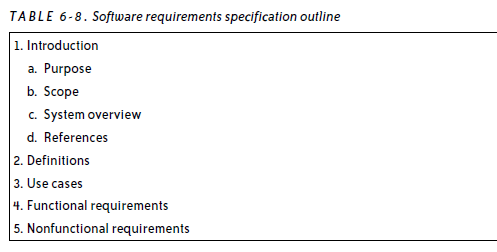 TABLE 6-8. Software requirements specification outline
1. Introduction
a. Purpose
b. Scope
c. System overview
d. References
2. Definitions
3. Use cases
4. Functional requirements
5. Nonfunctional requirements